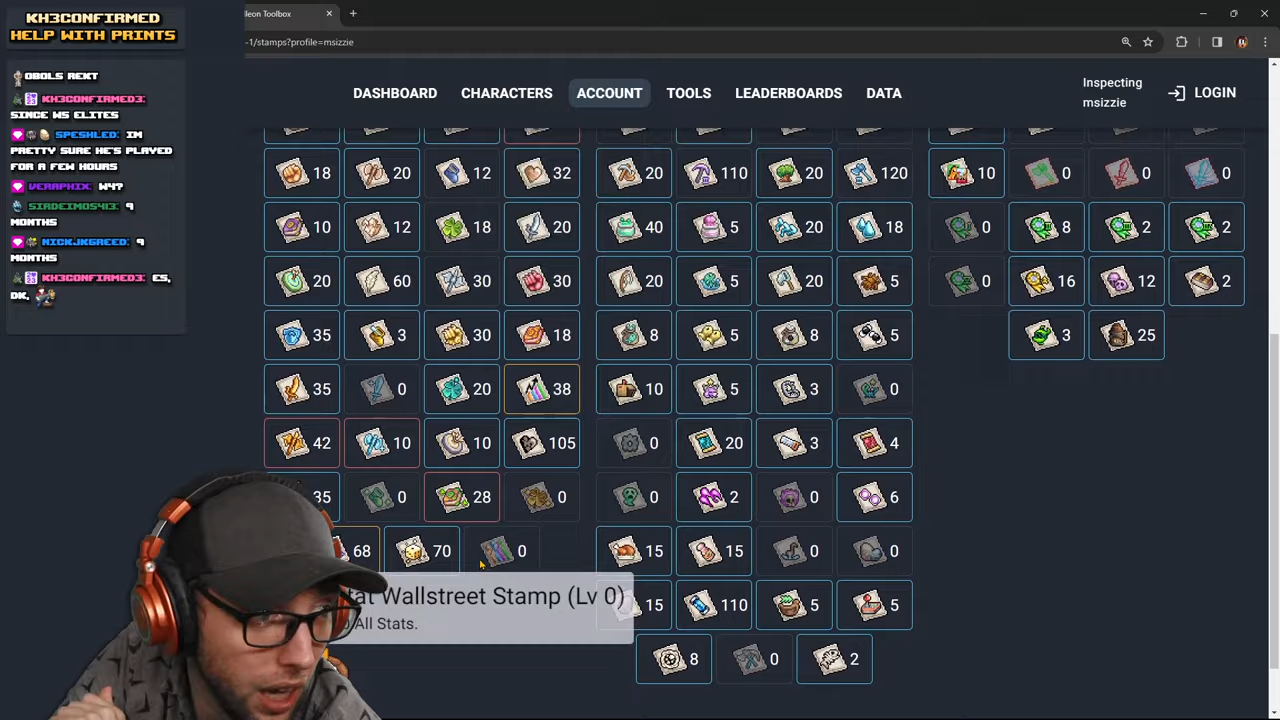 KH3CONFIRMED
HELP WITH PRINTS
OBOLS REKT
KH3CONFIRMED3:
SINCE W5 ELITES
SPESHLED: IM
PRETTY SURE HE'S PLAYED
FOR A FEW HOURS
VERAPHIX: W4?
SIRDEIMOS413: 9
MONTHS
NICKJKGREED: 9
MONTHS
KH3CONFIRMED3: ES,
DK,
leon Toolbox
-1/stamps?profile=msizzie
DASHBOARD CHARACTERS ACCOUNT TOOLS LEADERBOARDS DATA
Inspecting
msizzie
LOGIN
18 20 12 32 20 110 20 120 10 0 0 0
10 12 18 20 40 5 20 18 0 8 2 2
20 60 30 30 20 5 20 5 0 16 12 2
35 3 30 18 8 5 8 5 3 25
35 0 20 38 10 5 3 0
42 10 10 105 0 20 3 4
35 0 28 0 0 2 0 6
68 70 0 15 15 0 0
tat Wallstreet Stamp (Lv 0)
All Stats.
15 110 5 5
8 0 2